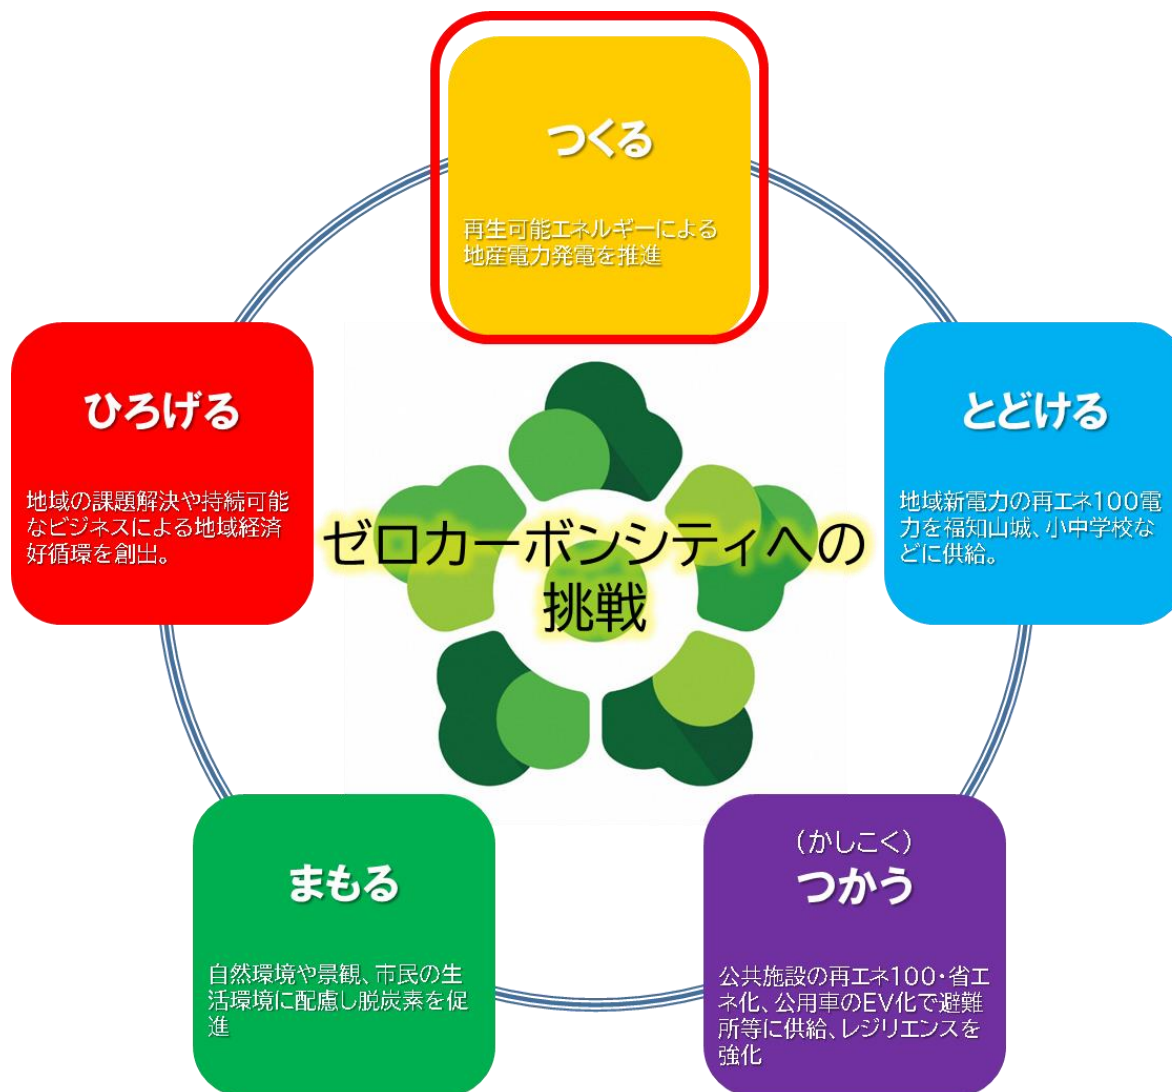 つくる
再生可能エネルギーによる
地産電力発電を推進
ひろげる
地域の課題解決や持続可能
なビジネスによる地域経済
好循環を創出。
とどける
地域新電力の再エネ100電
力を福知山城、小中学校な
どに供給。
ゼロカーボンシティへの
挑戦
まもる
自然環境や景観、市民の生
活環境に配慮し脱炭素を促
進
(かしこく)
つかう
公共施設の再エネ100・省エ
ネ化、公用車のEV化で避難
所等に供給、レジリエンスを
強化